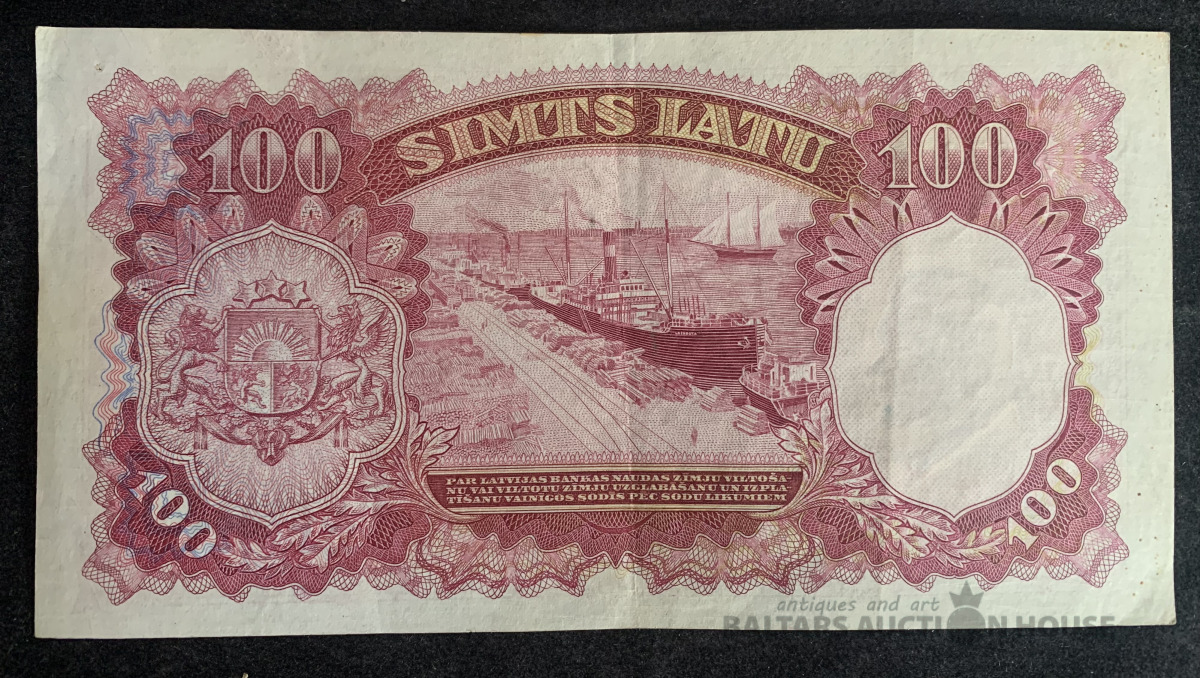 SIMTS LATU
100
100
PAR LATVIJAS BANKAS NAUDAS ZIMJU VILTOŠA-
NU VAI VILTOTU ZIMJU UZGLABĀŠANU UN IZPLA-
TĪŠANU VAINIGOS SODĪS PĒC SODU LIKUMIEM
100
100
antiques and art
BALTARS AUCTION HOUSE